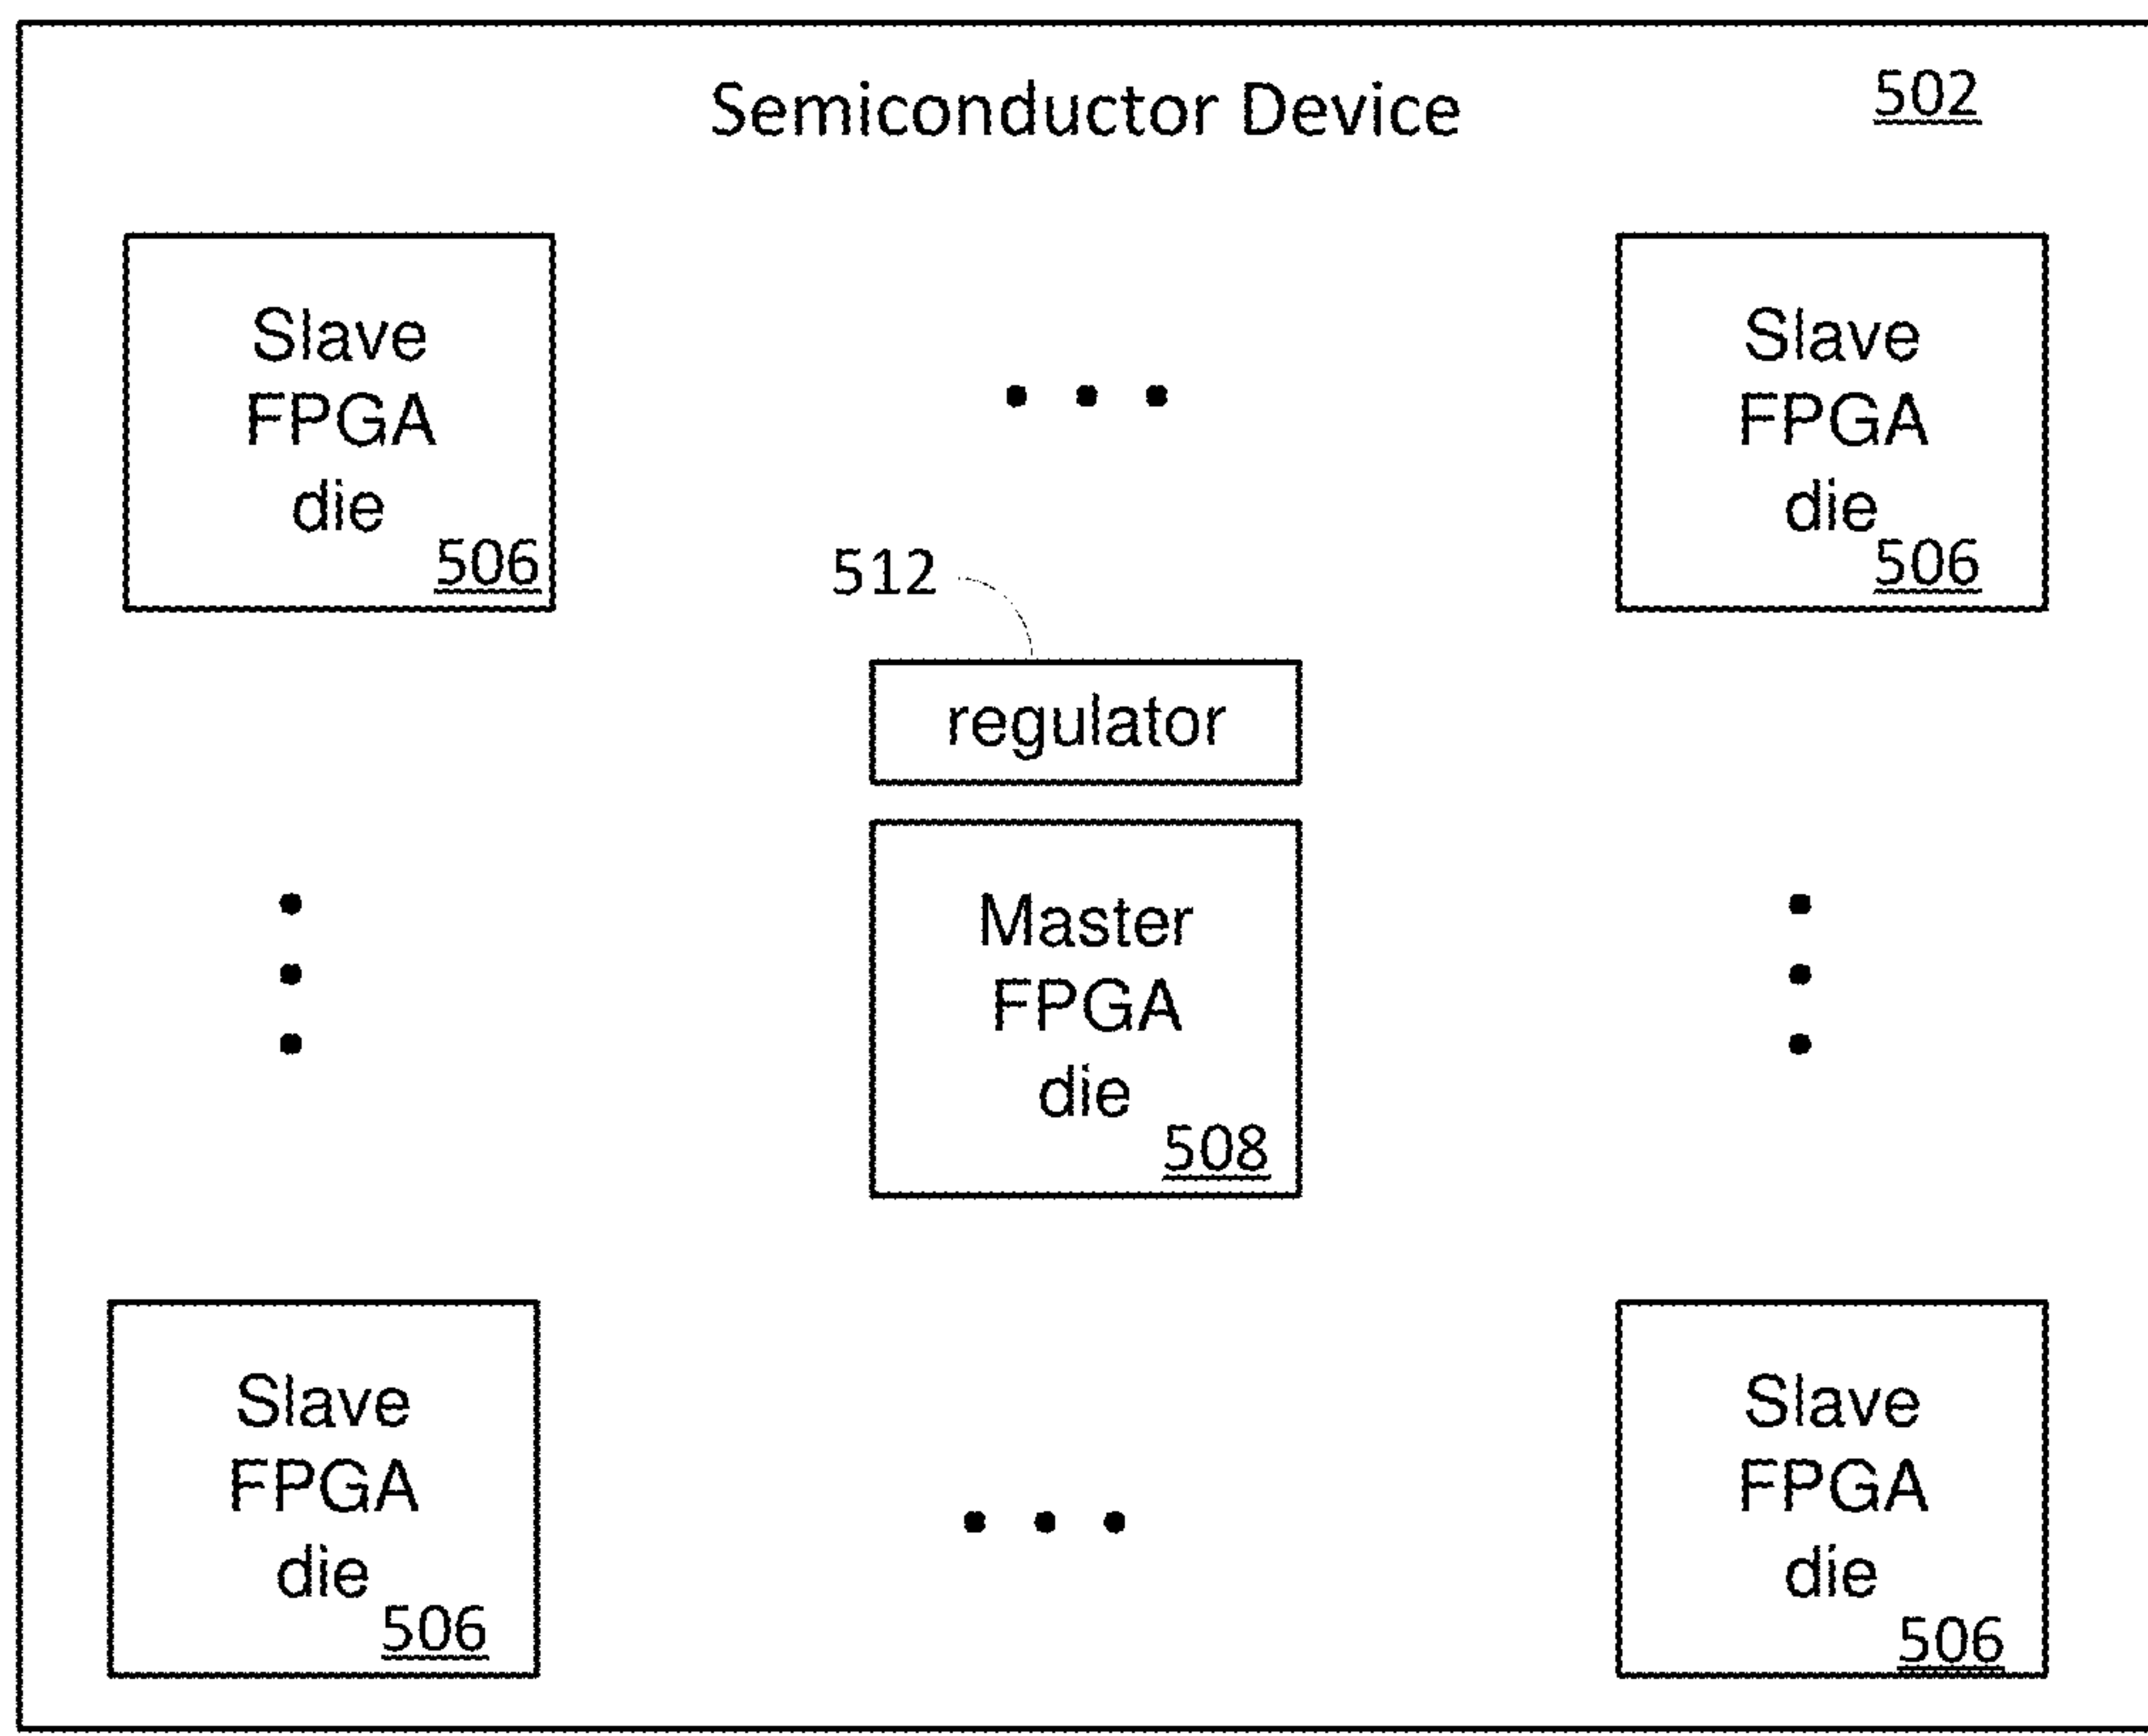 Semiconductor Device
502
Slave
FPGA
die
506
Slave
FPGA
die
506
512
regulator
Master
FPGA
die
508
Slave
FPGA
die
506
Slave
FPGA
die
506